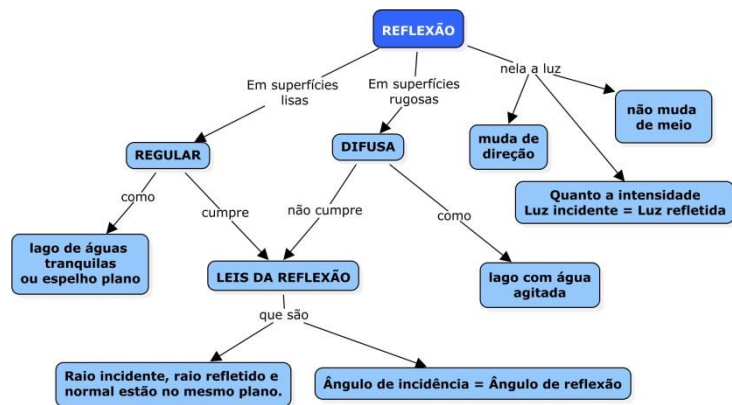 REFLEXÃO
Em superfícies
lisas
Em superfícies
rugosas
nela a luz
não muda
de meio
REGULAR
DIFUSA
muda de
direção
Quanto a intensidade
Luz incidente = Luz refletida
como
cumpre
não cumpre
como
lago de águas
tranquilas
ou espelho plano
LEIS DA REFLEXÃO
lago com água
agitada
que são
Raio incidente, raio refletido e
normal estão no mesmo plano.
Ângulo de incidência = Ângulo de reflexão